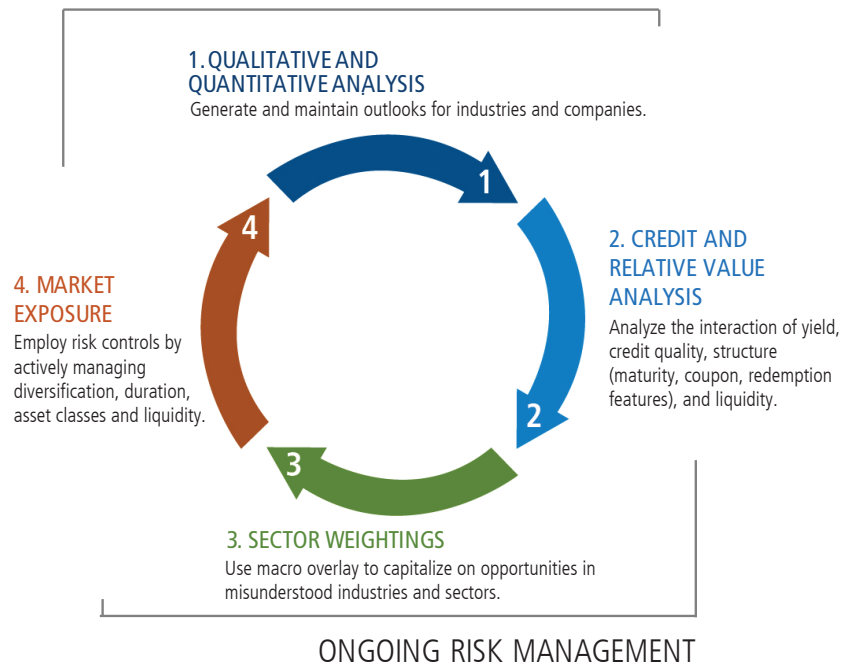 1. QUALITATIVE AND
QUANTITATIVE ANALYSIS
Generate and maintain outlooks for industries and companies.
1
4
2. CREDIT AND
RELATIVE VALUE
ANALYSIS
Analyze the interaction of yield,
credit quality, structure
(maturity, coupon, redemption
features), and liquidity.
4. MARKET
EXPOSURE
Employ risk controls by
actively managing
diversification, duration,
asset classes and liquidity.
2
3
3. SECTOR WEIGHTINGS
Use macro overlay to capitalize on opportunities in
misunderstood industries and sectors.
ONGOING RISK MANAGEMENT